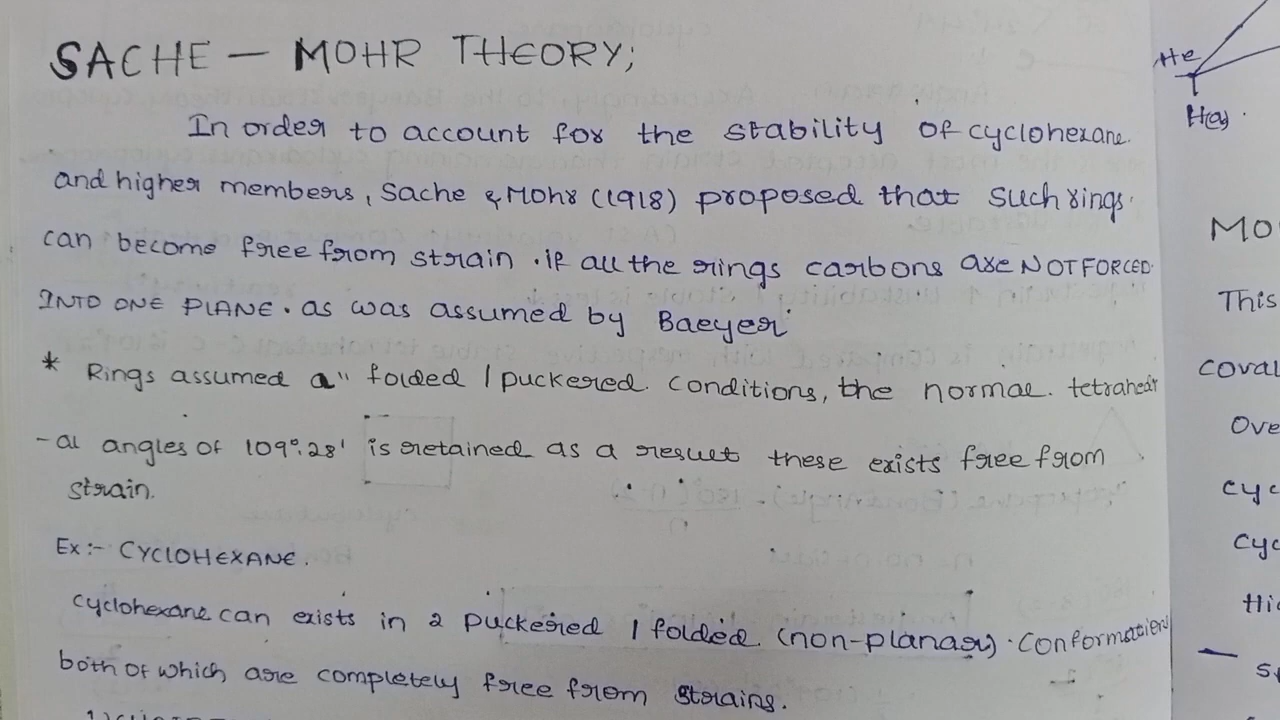 SACHE - MOHR THEORY;
In order to account for the stability of cyclohexane.
and higher members, Sache & Mohr (1918) proposed that such rings.
can become free from strain . if all the rings carbons are NOT FORCED
INTO ONE PLANE. as was assumed by Baeyer
* Rings assumed a" folded / puckered. conditions, the normal. tetrahedr
-al angles of 109°.28' is retained as a result these exists free from
strain.
Ex:- CYCLOHEXANE.
cyclohexane can exists in 2 puckered / folded (non-planar) . conformation
both of which are completely free from strains.
He
H(a)
MO
This
coval
Ove
cyc
cyc
Hig